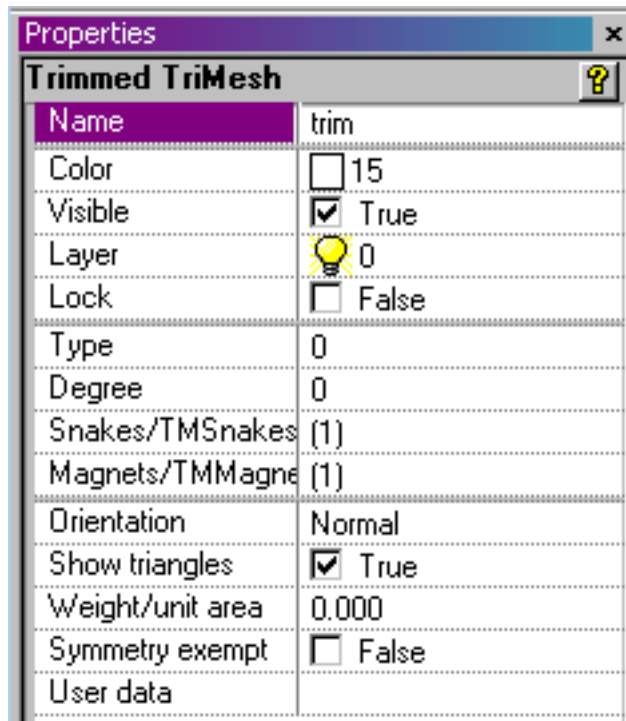 Properties
Trimmed TriMesh
Name trim
Color 15
Visible True
Layer 0
Lock False
Type 0
Degree 0
Snakes/TMSnakes (1)
Magnets/TMMagne (1)
Orientation Normal
Show triangles True
Weight/unit area 0.000
Symmetry exempt False
User data